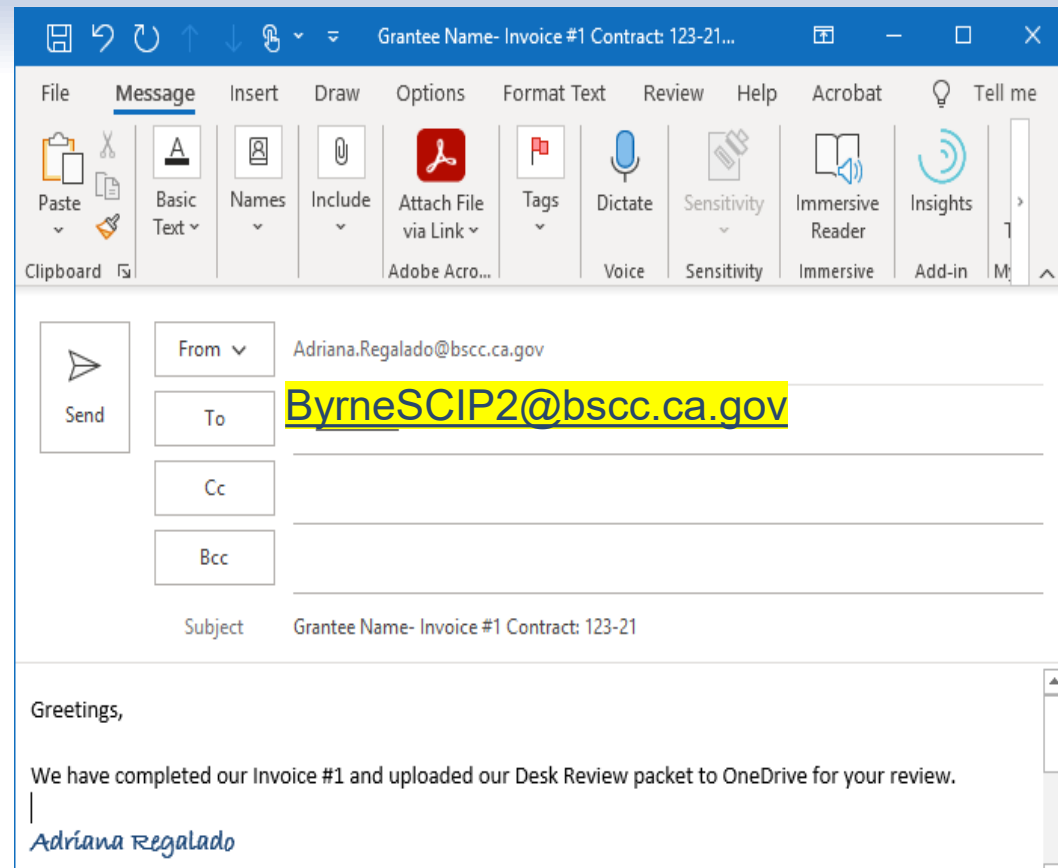 Grantee Name- Invoice #1 Contract: 123-21...
File Message Insert Draw Options Format Text Review Help Acrobat Tell me
Paste
Basic Text
Names
Include
Attach File via Link
Tags
Dictate
Sensitivity
Immersive Reader
Insights
Clipboard Adobe Acro... Voice Sensitivity Immersive Add-in
Send
From Adriana.Regalado@bscc.ca.gov
To ByrneSCIP2@bscc.ca.gov
Cc
Bcc
Subject Grantee Name- Invoice #1 Contract: 123-21
Greetings,
We have completed our Invoice #1 and uploaded our Desk Review packet to OneDrive for your review.
Adriana Regalado